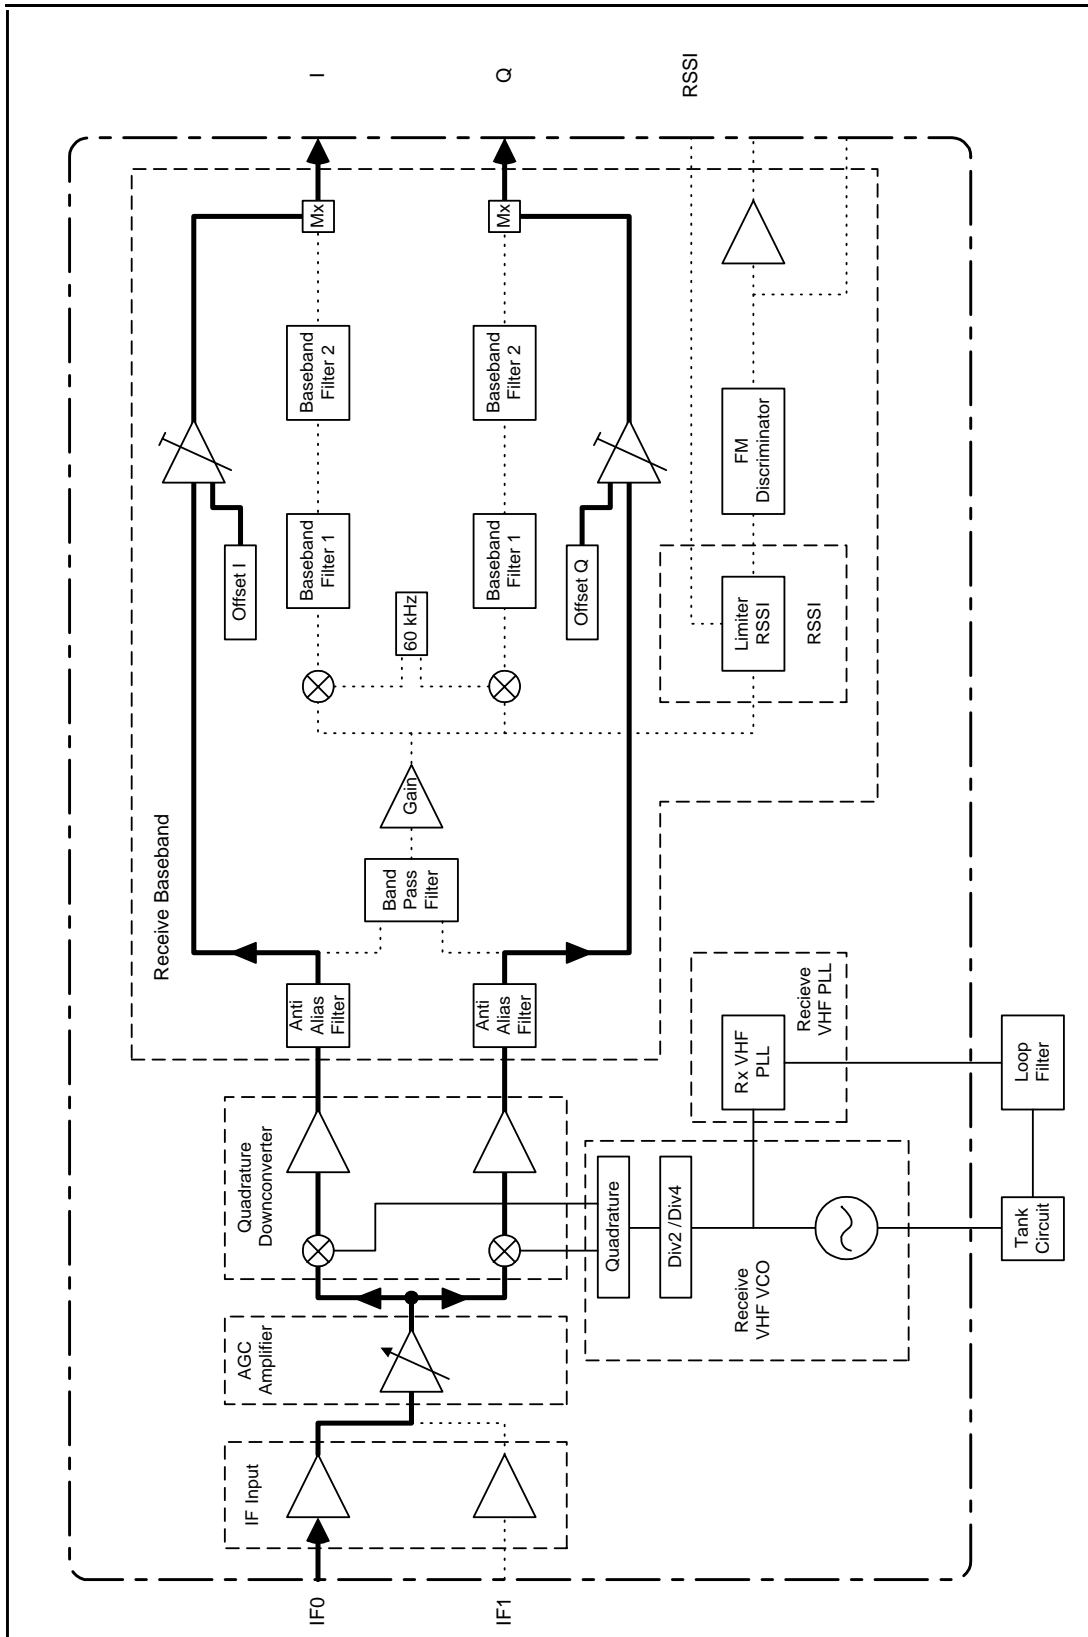 I
Q
RSSI
Mx
Mx
Baseband
Filter 2
Baseband
Filter 2
FM
Discriminator
Offset I
Baseband
Filter 1
60 kHz
Baseband
Filter 1
Offset Q
Limiter
RSSI
RSSI
Gain
Receive Baseband
Band
Pass
Filter
Anti
Alias
Filter
Anti
Alias
Filter
Rx VHF
PLL
Recieve
VHF PLL
Loop
Filter
Quadrature
Downconverter
Quadrature
Div2 /Div4
Receive
VHF VCO
Tank
Circuit
AGC
Amplifier
IF Input
IF0
IF1